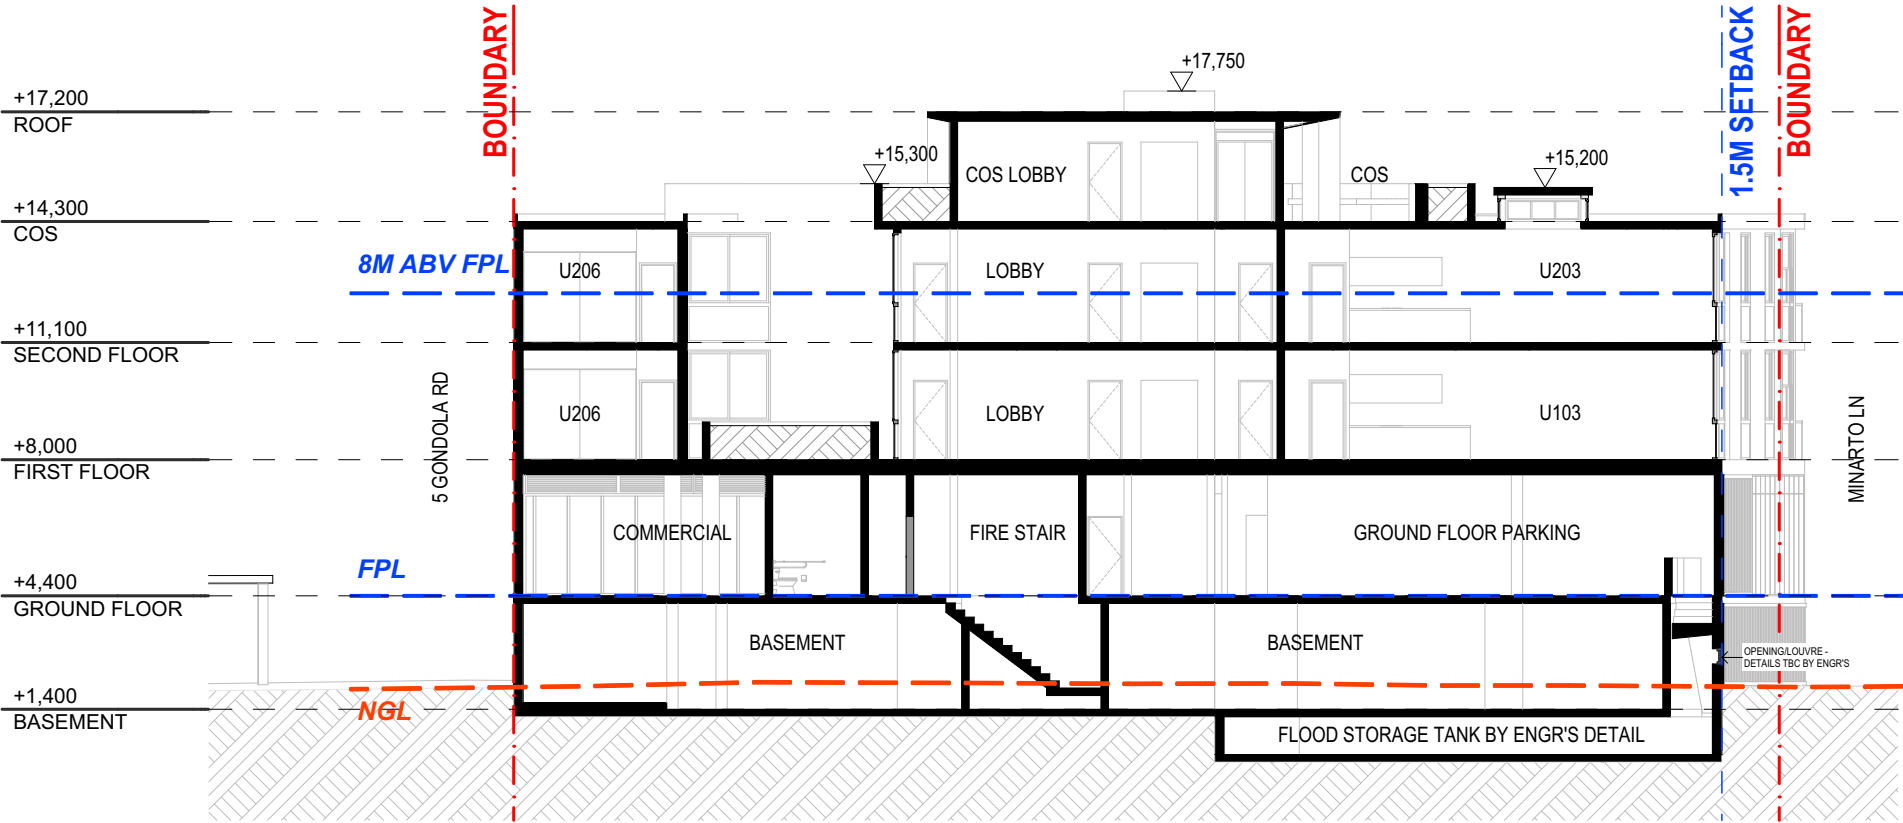 BOUNDARY
1.5M SETBACK
BOUNDARY
+17,750
+17,200
ROOF
+15,300
+15,200
COS LOBBY
COS
+14,300
COS
8M ABV FPL
U206
LOBBY
U203
+11,100
SECOND FLOOR
5 GONDOLA RD
U206
LOBBY
U103
MINARTO LN
+8,000
FIRST FLOOR
COMMERCIAL
FIRE STAIR
GROUND FLOOR PARKING
FPL
+4,400
GROUND FLOOR
BASEMENT
BASEMENT
OPENING/LOUVRE -
DETAILS TBC BY ENGR'S
+1,400
BASEMENT
NGL
FLOOD STORAGE TANK BY ENGR'S DETAIL